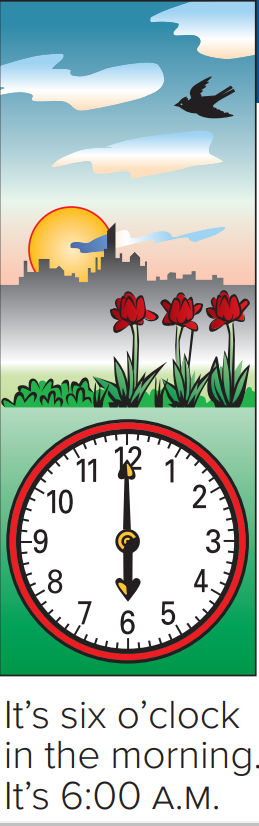 12
11 1
10 2
9 3
8 4
7 5
6
It’s six o’clock
in the morning.
It’s 6:00 A.M.